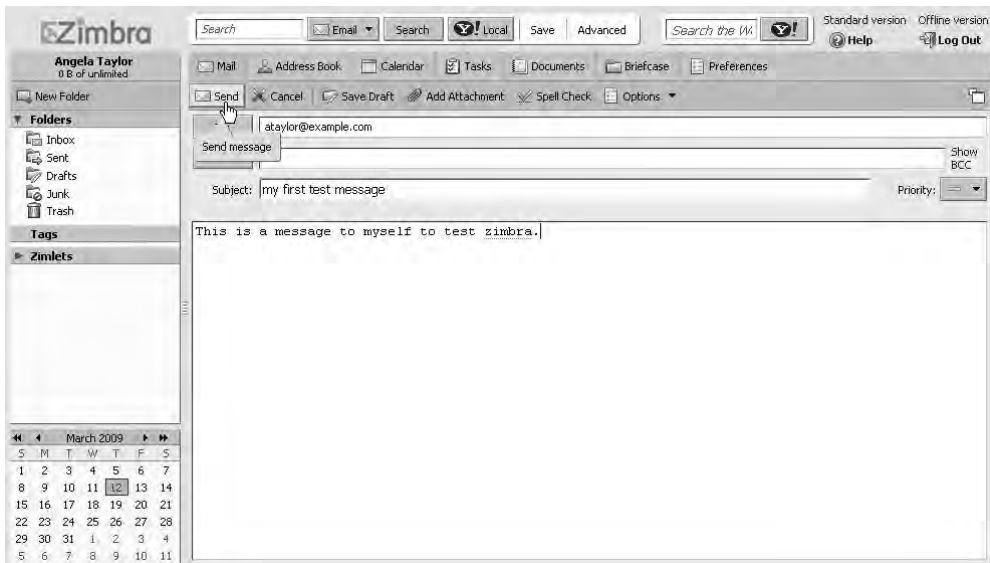 Zimbra
Search Email Search Y! Local Save Advanced Search the W Y! Standard version Offline version
Help Log Out
Angela Taylor
0 B of unlimited
Mail Address Book Calendar Tasks Documents Briefcase Preferences
New Folder
Send Cancel Save Draft Add Attachment Spell Check Options
Folders
Inbox
Sent
Drafts
Junk
Trash
Tags
Zimlets
ataylor@example.com
Send message
Show
BCC
Subject: my first test message Priority:
This is a message to myself to test zimbra.
March 2009
S M T W T F S
1 2 3 4 5 6 7
8 9 10 11 12 13 14
15 16 17 18 19 20 21
22 23 24 25 26 27 28
29 30 31 1 2 3 4
5 6 7 8 9 10 11